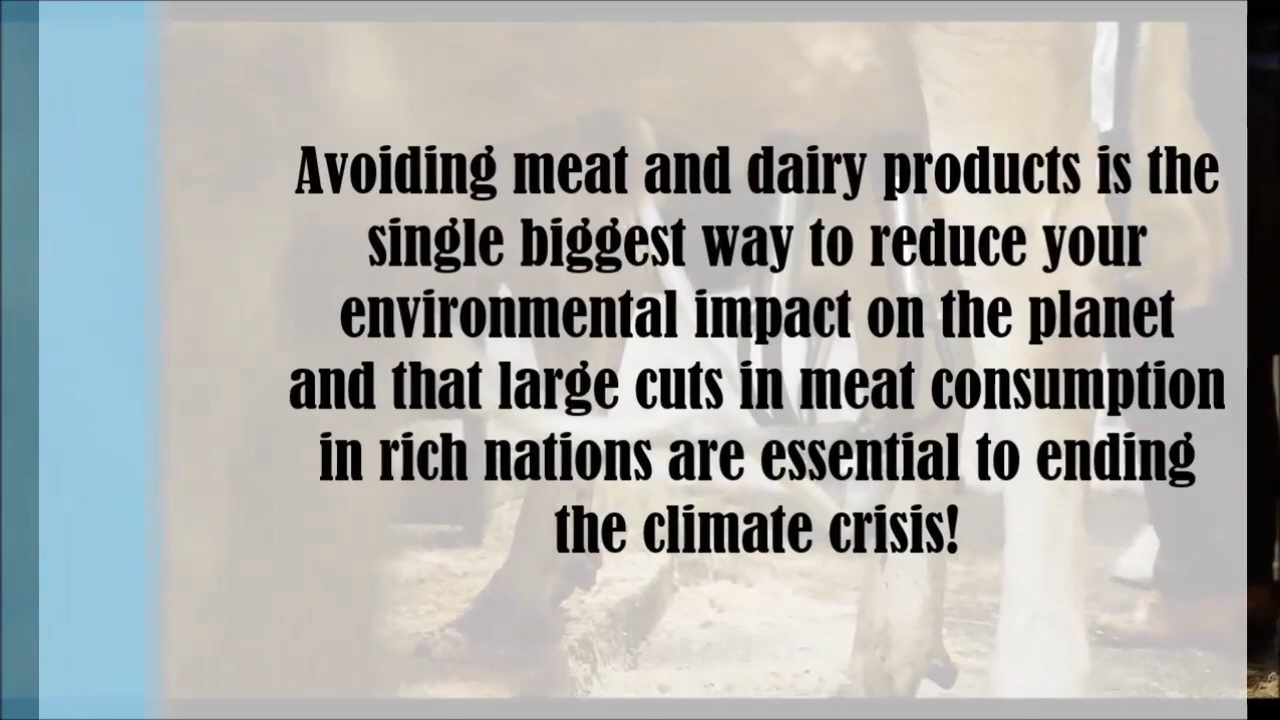 Avoiding meat and dairy products is the
single biggest way to reduce your
environmental impact on the planet
and that large cuts in meat consumption
in rich nations are essential to ending
the climate crisis!